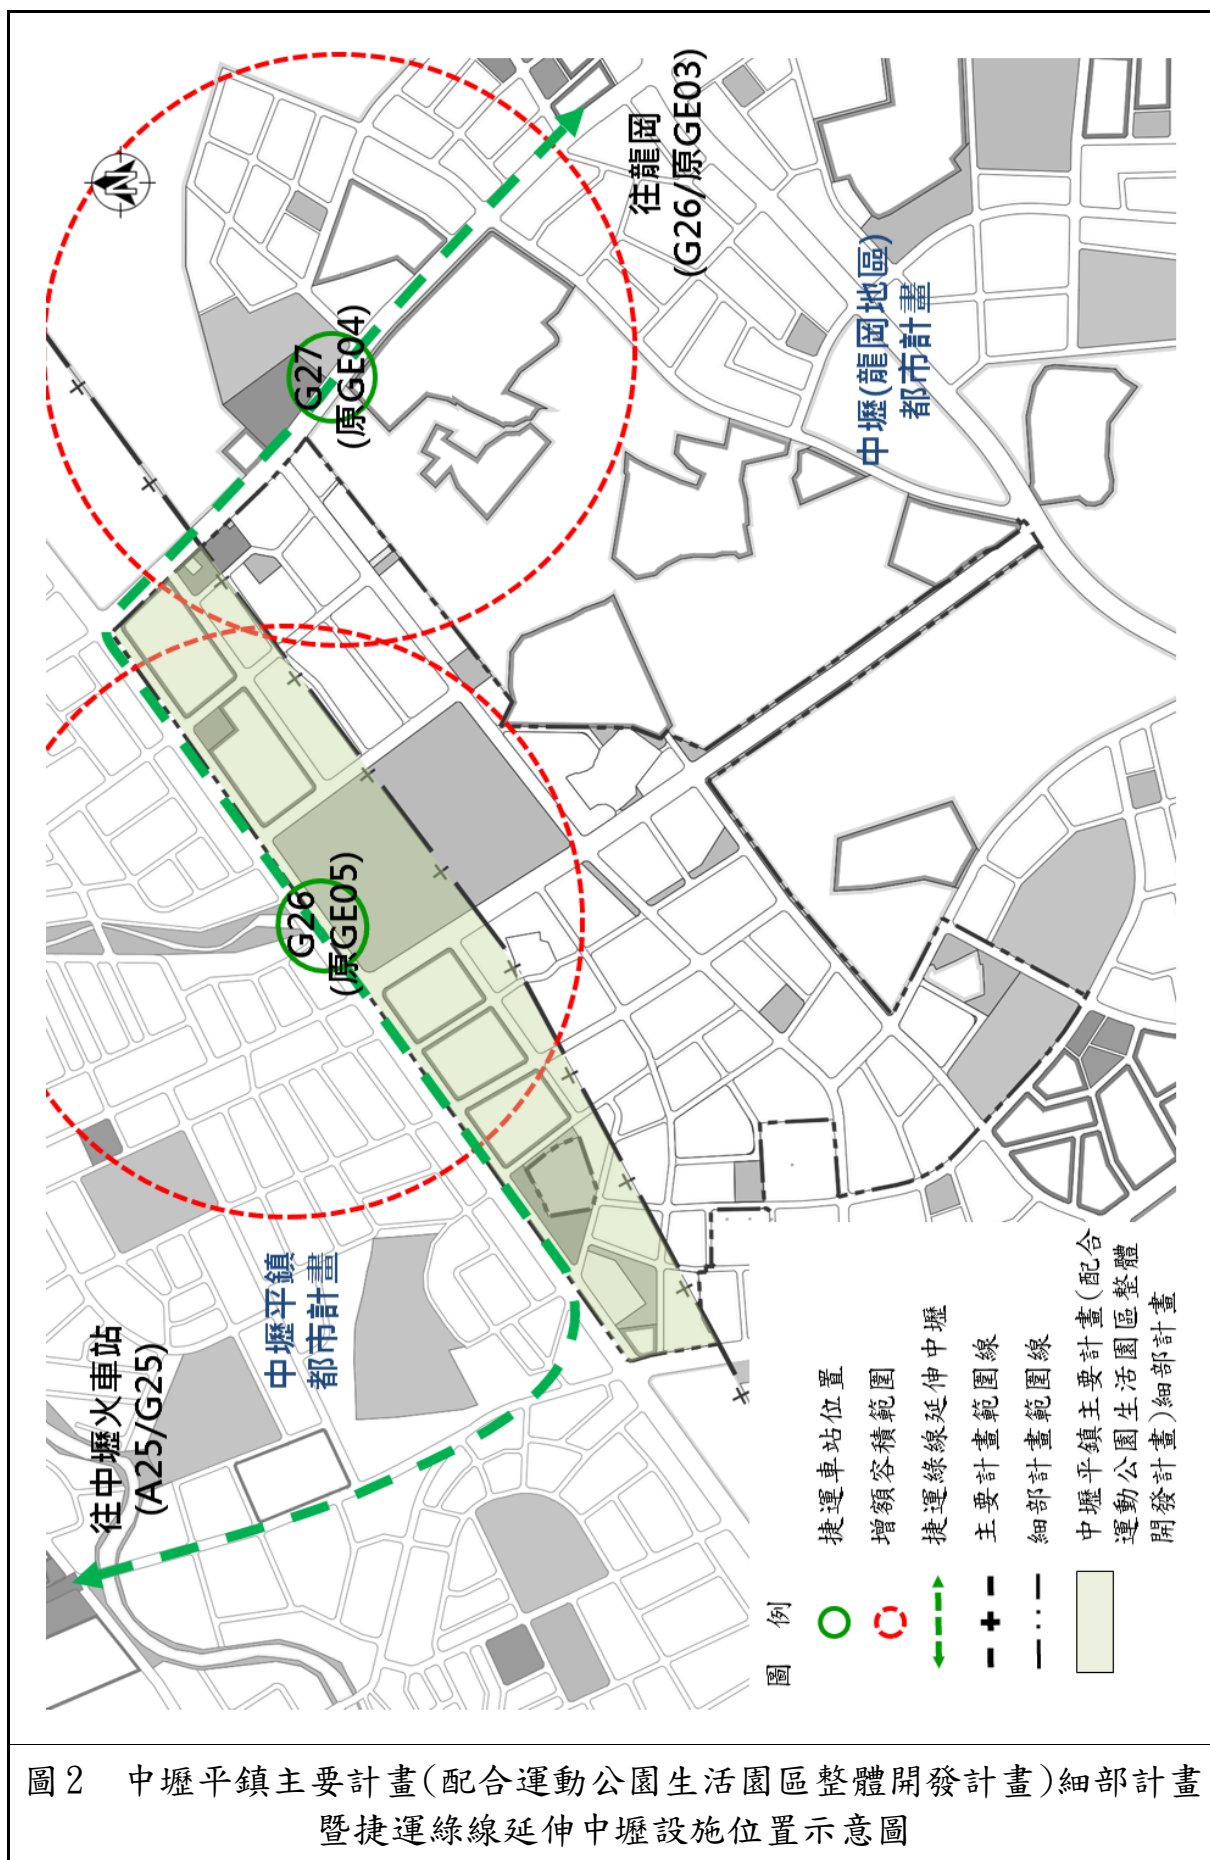 N
往龍岡
(G26/原GE03)
G27
(原GE04)
中壢(龍岡地區)
都市計畫
G26
(原GE05)
中壢平鎮
都市計畫
往中壢火車站
(A25/G25)
圖 例
捷運車站位置
增額容積範圍
捷運綠線延伸中壢
主要計畫範圍線
細部計畫範圍線
中壢平鎮主要計畫(配合
運動公園生活園區整體
開發計畫)細部計畫
圖2 中壢平鎮主要計畫(配合運動公園生活園區整體開發計畫)細部計畫
暨捷運綠線延伸中壢設施位置示意圖